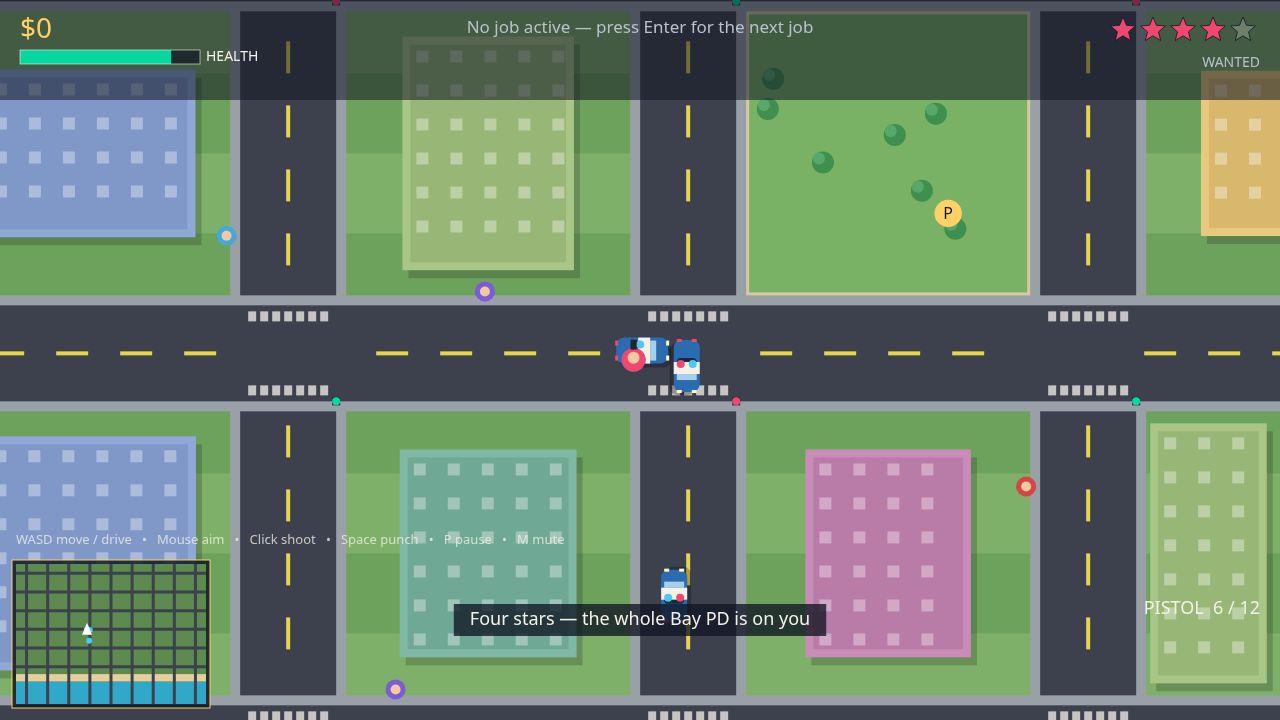 $0
No job active — press Enter for the next job
HEALTH
WANTED
P
WASD move / drive • Mouse aim • Click shoot • Space punch • P pause • M mute
PISTOL 6 / 12
Four stars — the whole Bay PD is on you